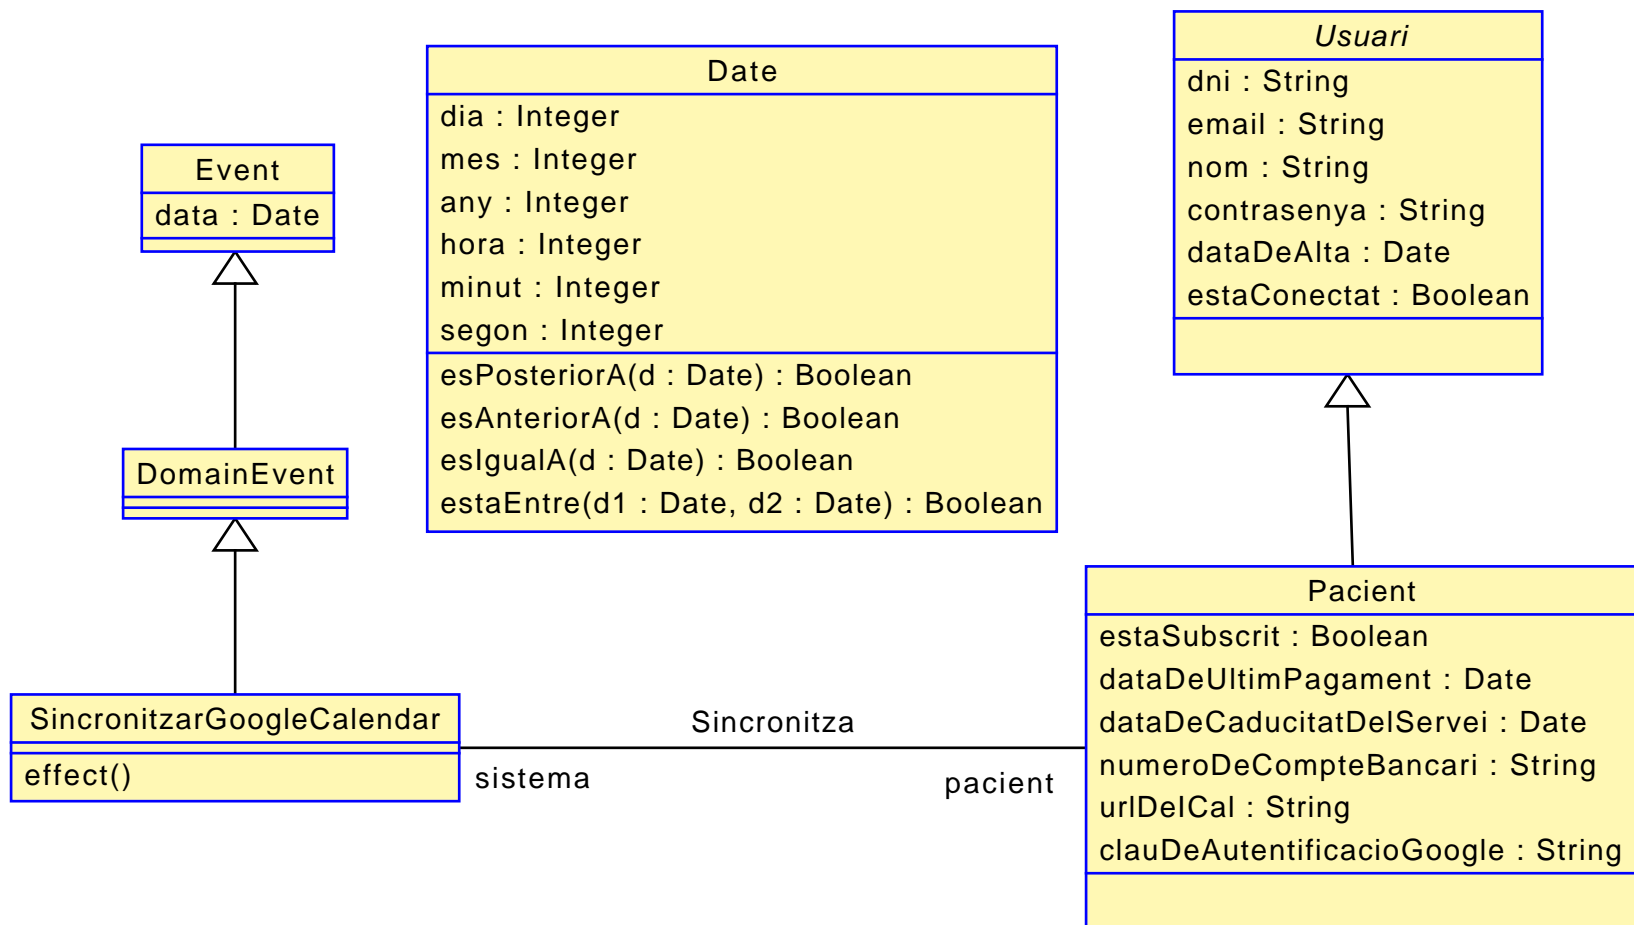 Event
data : Date
DomainEvent
SincronitzarGoogleCalendar
effect()
Date
dia : Integer
mes : Integer
any : Integer
hora : Integer
minut : Integer
segon : Integer
esPosteriorA(d : Date) : Boolean
esAnteriorA(d : Date) : Boolean
esIgualA(d : Date) : Boolean
estaEntre(d1 : Date, d2 : Date) : Boolean
Sincronitza
sistema
pacient
Usuari
dni : String
email : String
nom : String
contrasenya : String
dataDeAlta : Date
estaConectat : Boolean
Pacient
estaSubscrit : Boolean
dataDeUltimPagament : Date
dataDeCaducitatDelServei : Date
numeroDeCompteBancari : String
urlDelCal : String
clauDeAutentificacioGoogle : String